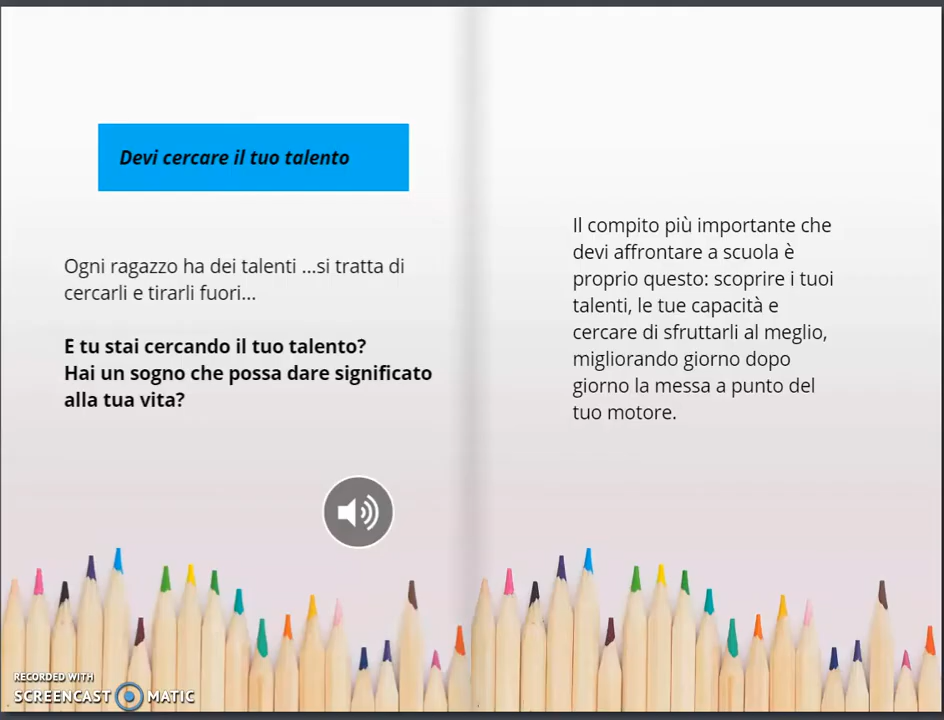 Devi cercare il tuo talento
Ogni ragazzo ha dei talenti ...si tratta di
cercarli e tirarli fuori...
E tu stai cercando il tuo talento?
Hai un sogno che possa dare significato
alla tua vita?
Il compito più importante che
devi affrontare a scuola è
proprio questo: scoprire i tuoi
talenti, le tue capacità e
cercare di sfruttarli al meglio,
migliorando giorno dopo
giorno la messa a punto del
tuo motore.
RECORDED WITH
SCREENCAST MATIC